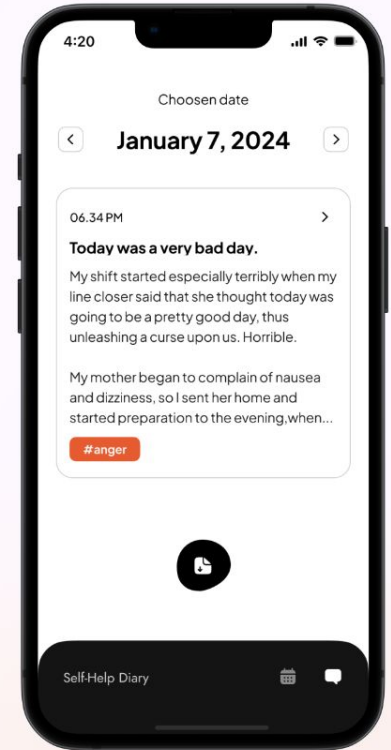 4:20
Choosen date
January 7, 2024
06.34 PM
Today was a very bad day.
My shift started especially terribly when my
line closer said that she thought today was
going to be a pretty good day, thus
unleashing a curse upon us. Horrible.
My mother began to complain of nausea
and dizziness, so I sent her home and
started preparation to the evening,when...
#anger
Self-Help Diary